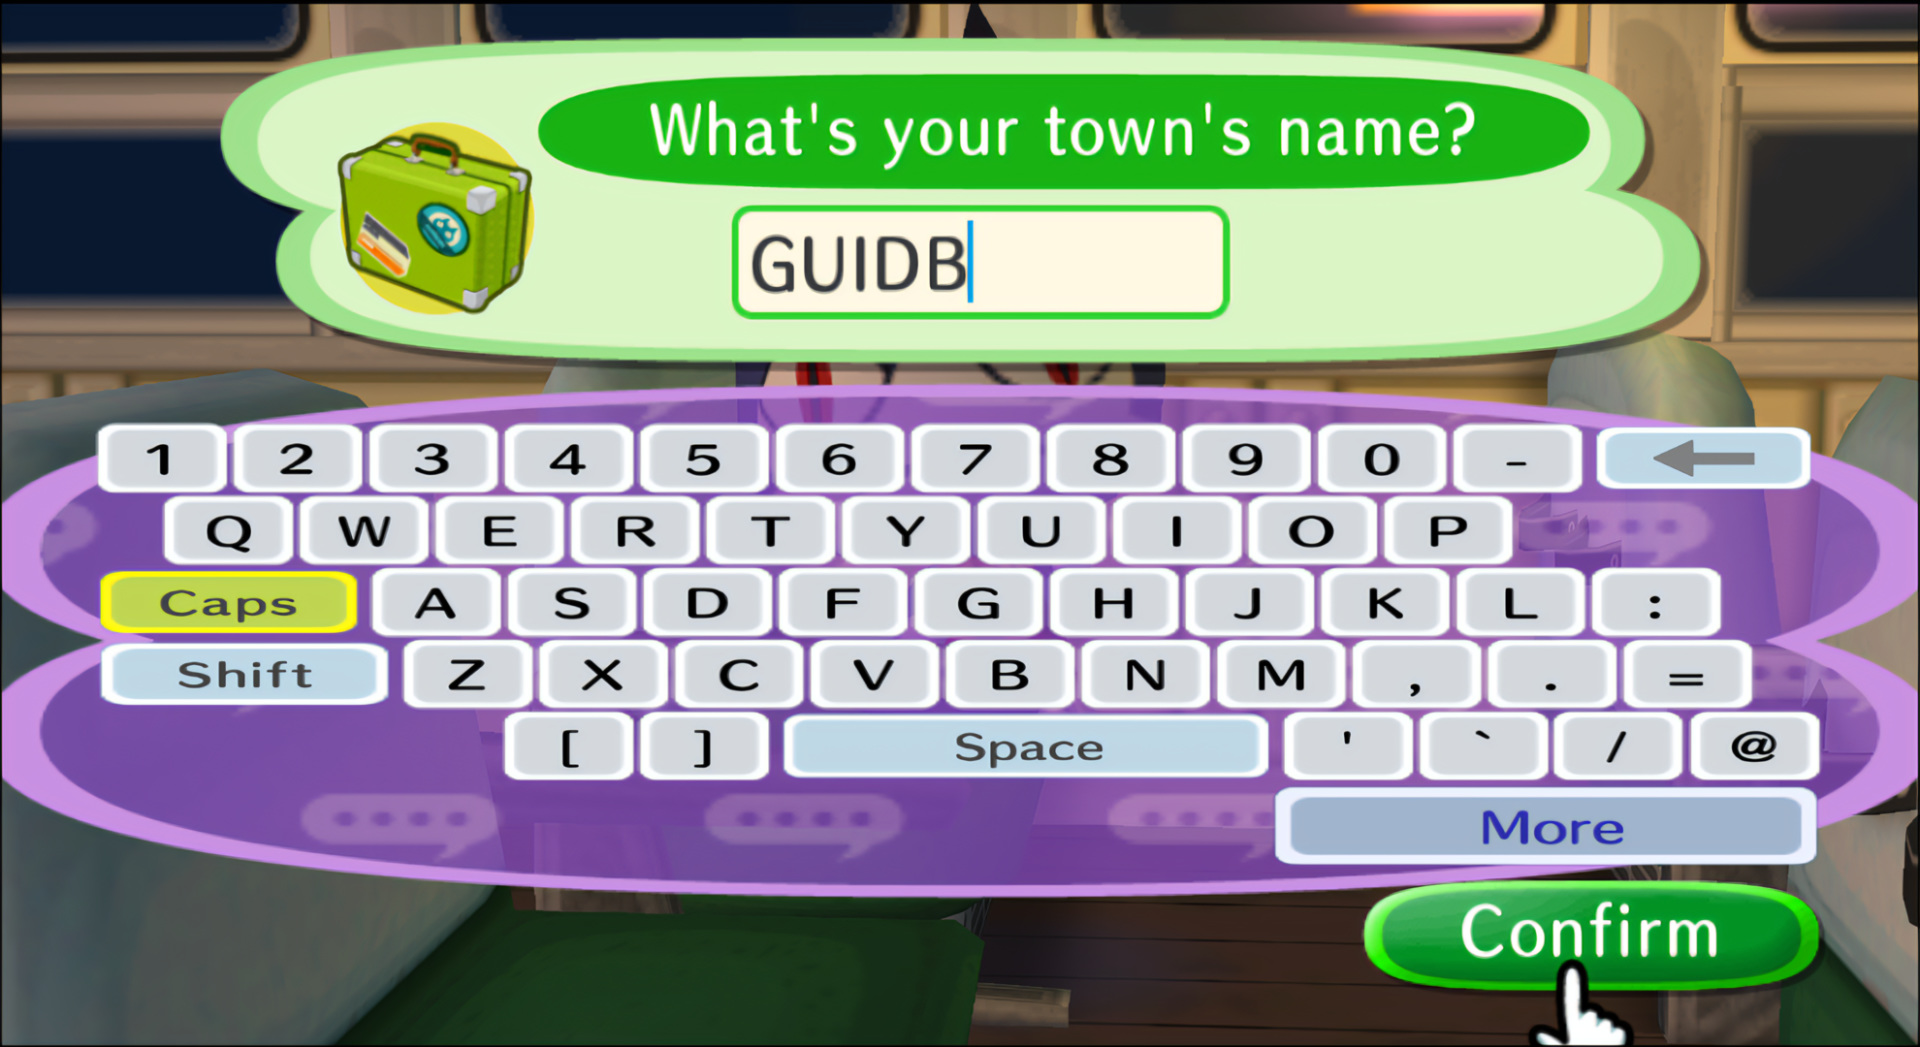 What's your town's name?
GUIDB
1 2 3 4 5 6 7 8 9 0 -
Q W E R T Y U I O P
Caps A S D F G H J K L :
Shift Z X C V B N M , . =
[ ] Space ' ` / @
More
Confirm